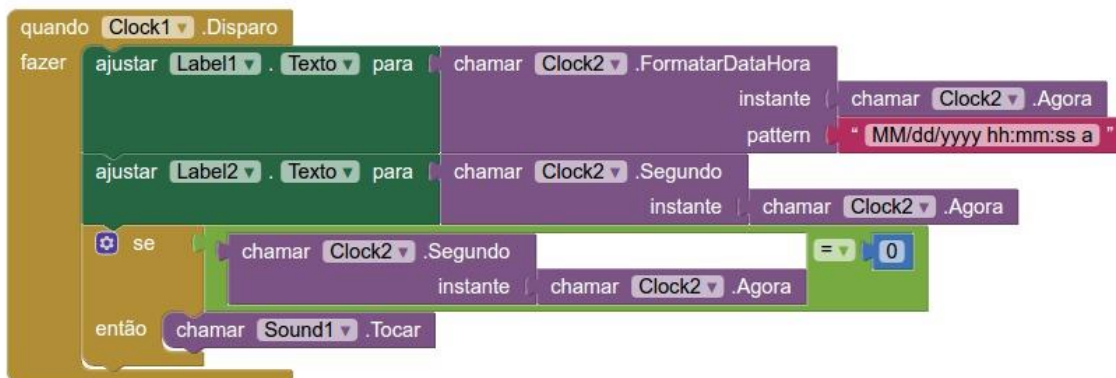 quando Clock1 .Disparo
fazer ajustar Label1 . Texto para chamar Clock2 .FormatarDataHora
instante chamar Clock2 .Agora
pattern " MM/dd/yyyy hh:mm:ss a "
ajustar Label2 . Texto para chamar Clock2 .Segundo
instante chamar Clock2 .Agora
se chamar Clock2 .Segundo = 0
instante chamar Clock2 .Agora
então chamar Sound1 .Tocar